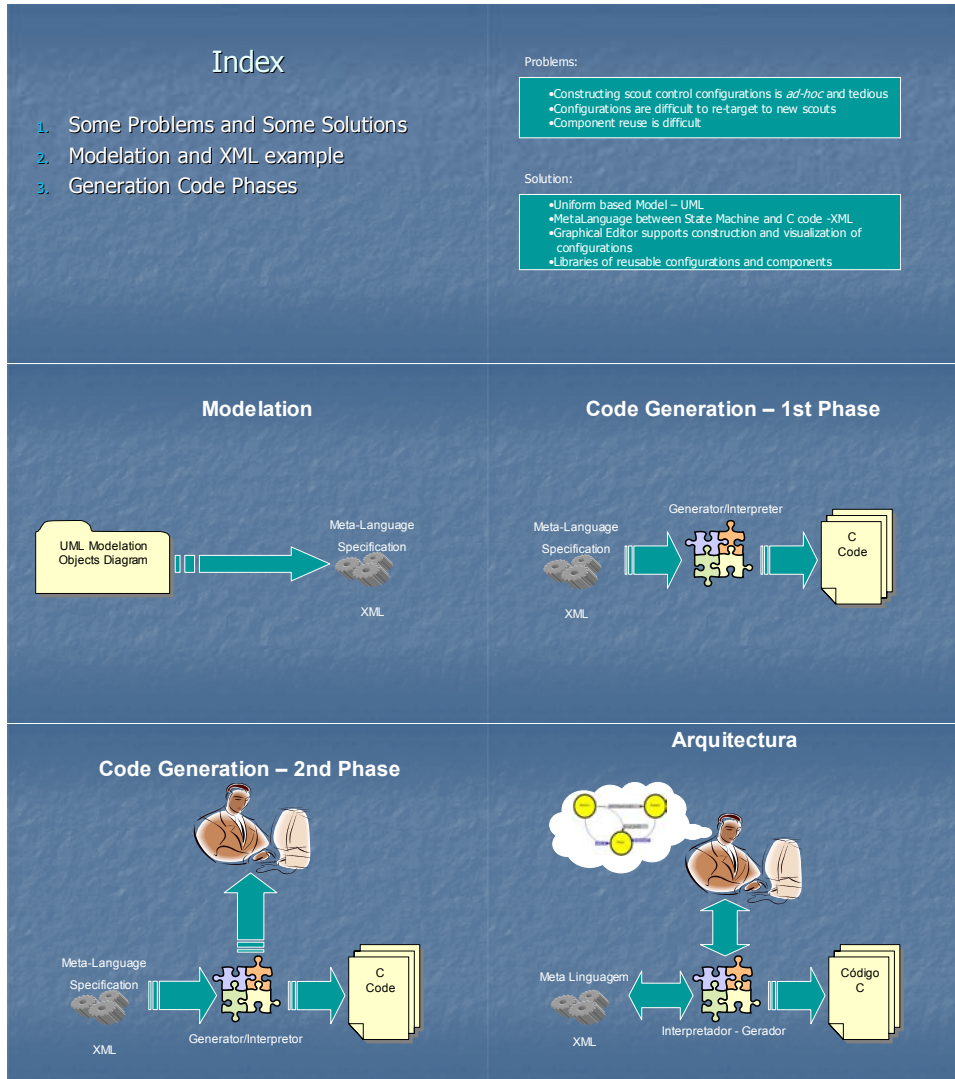 Index
1. Some Problems and Some Solutions
2. Modelation and XML example
3. Generation Code Phases
Problems:
•Constructing scout control configurations is ad-hoc and tedious
•Configurations are difficult to re-target to new scouts
•Component reuse is difficult
Solution:
•Uniform based Model – UML
•MetaLanguage between State Machine and C code -XML
•Graphical Editor supports construction and visualization of
configurations
•Libraries of reusable configurations and components
Modelation
UML Modelation
Objects Diagram
Meta-Language
Specification
XML
Code Generation – 1st Phase
Meta-Language
Specification
XML
Generator/Interpreter
C
Code
Code Generation – 2nd Phase
Meta-Language
Specification
XML
Generator/Interpretor
C
Code
Arquitectura
Meta Linguagem
XML
Interpretador - Gerador
Código
C